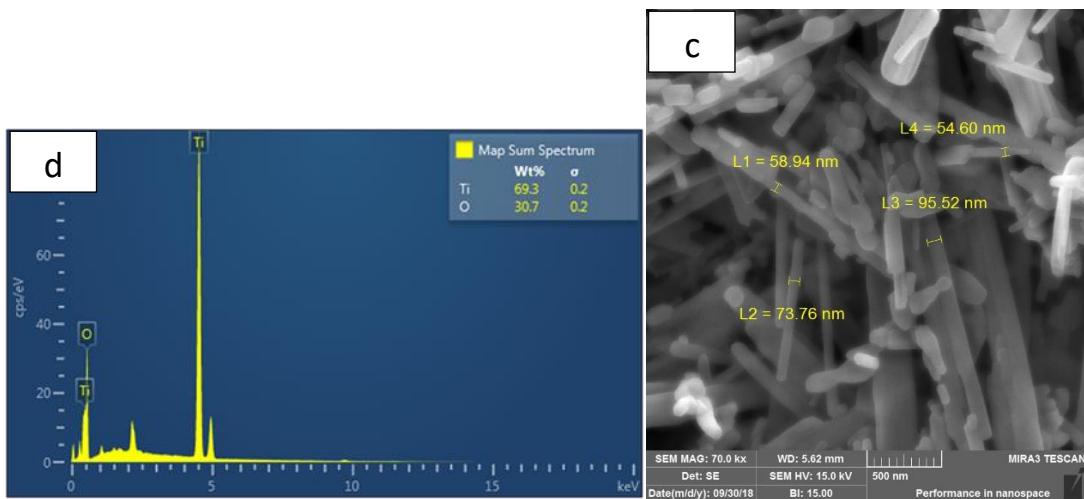 d
Map Sum Spectrum
Wt% σ
Ti 69.3 0.2
O 30.7 0.2
Ti
O
Ti
cps/eV
60
40
20
0
0 5 10 15 keV
c
L4 = 54.60 nm
L1 = 58.94 nm
L3 = 95.52 nm
L2 = 73.76 nm
SEM MAG: 70.0 kx WD: 5.62 mm MIRA3 TESCAN
Det: SE SEM HV: 15.0 kV 500 nm
Date(m/d/y): 09/30/18 BI: 15.00 Performance in nanospace